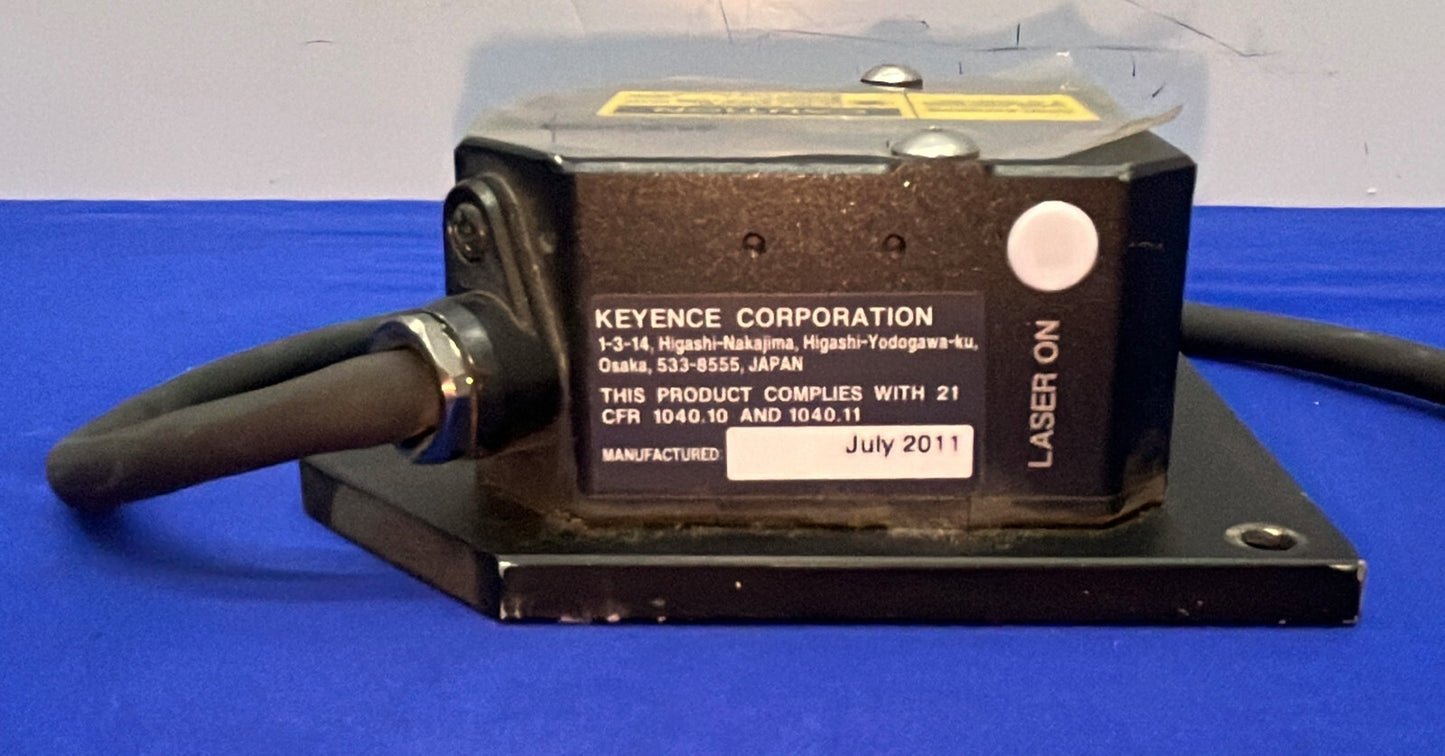 CAUTION
KEYENCE CORPORATION
1-3-14, Higashi-Nakajima, Higashi-Yodogawa-ku,
Osaka, 533-8555, JAPAN
THIS PRODUCT COMPLIES WITH 21
CFR 1040.10 AND 1040.11
MANUFACTURED: July 2011
LASER ON